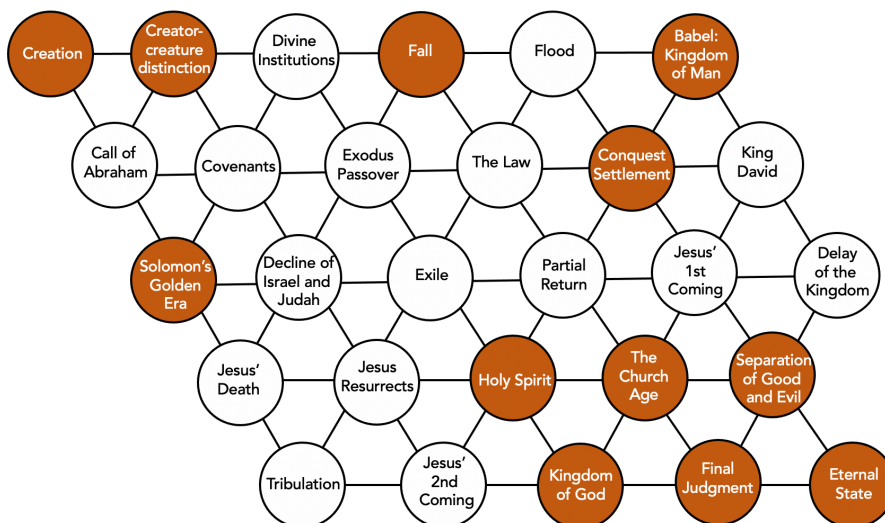 Creation
Creator-
creature
distinction
Divine
Institutions
Fall
Flood
Babel:
Kingdom
of Man
Call of
Abraham
Covenants
Exodus
Passover
The Law
Conquest
Settlement
King
David
Solomon's
Golden
Era
Decline of
Israel and
Judah
Exile
Partial
Return
Jesus'
1st
Coming
Delay
of the
Kingdom
Jesus'
Death
Jesus
Resurrects
Holy Spirit
The
Church
Age
Separation
of Good
and Evil
Tribulation
Jesus'
2nd
Coming
Kingdom
of God
Final
Judgment
Eternal
State